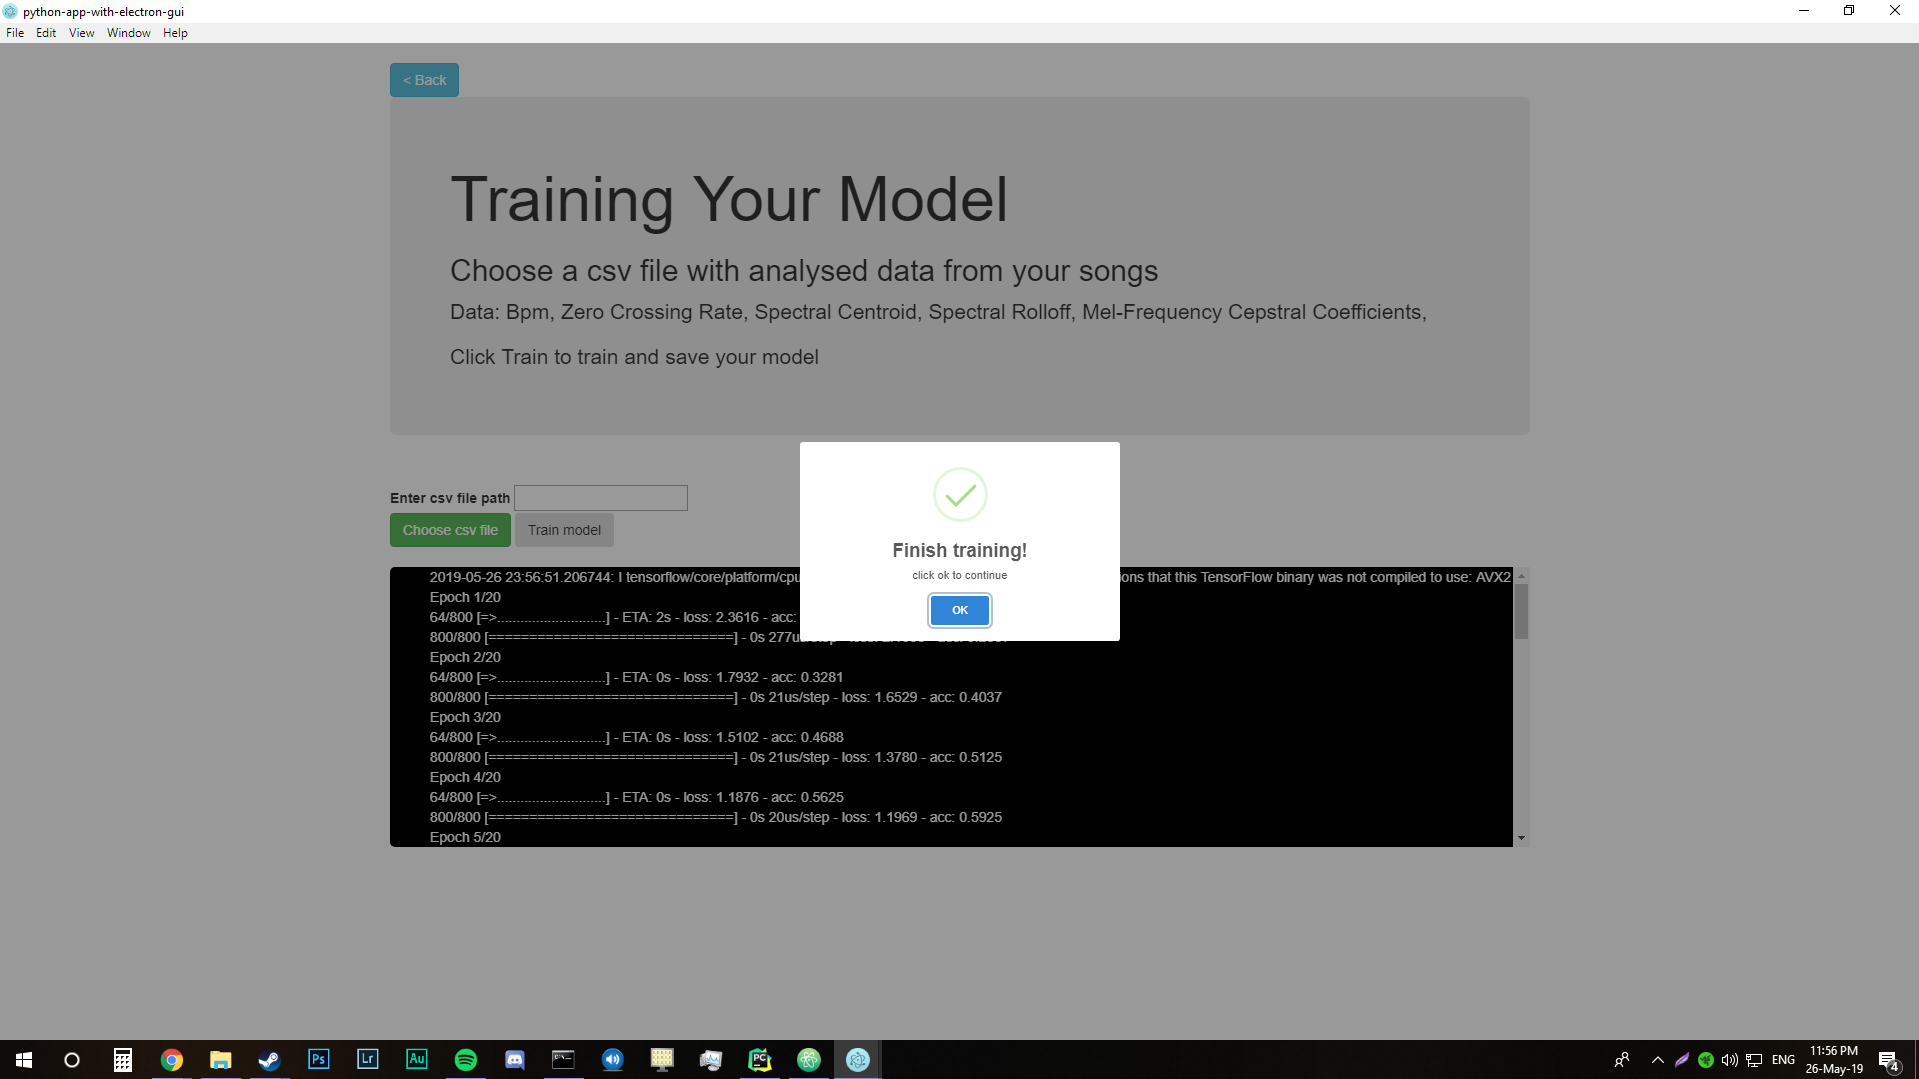 python-app-with-electron-gui
File Edit View Window Help
< Back
Training Your Model
Choose a csv file with analysed data from your songs
Data: Bpm, Zero Crossing Rate, Spectral Centroid, Spectral Rolloff, Mel-Frequency Cepstral Coefficients,
Click Train to train and save your model
Enter csv file path
Choose csv file Train model
Finish training!
click ok to continue
OK
2019-05-26 23:56:51.206744: I tensorflow/core/platform/cpu ions that this TensorFlow binary was not compiled to use: AVX2
Epoch 1/20
64/800 [=>............................] - ETA: 2s - loss: 2.3616 - acc:
800/800 [==============================] - 0s 277us/step
Epoch 2/20
64/800 [=>............................] - ETA: 0s - loss: 1.7932 - acc: 0.3281
800/800 [==============================] - 0s 21us/step - loss: 1.6529 - acc: 0.4037
Epoch 3/20
64/800 [=>............................] - ETA: 0s - loss: 1.5102 - acc: 0.4688
800/800 [==============================] - 0s 21us/step - loss: 1.3780 - acc: 0.5125
Epoch 4/20
64/800 [=>............................] - ETA: 0s - loss: 1.1876 - acc: 0.5625
800/800 [==============================] - 0s 20us/step - loss: 1.1969 - acc: 0.5925
Epoch 5/20
Ps Lr Au PC ENG 11:56 PM
26-May-19 4